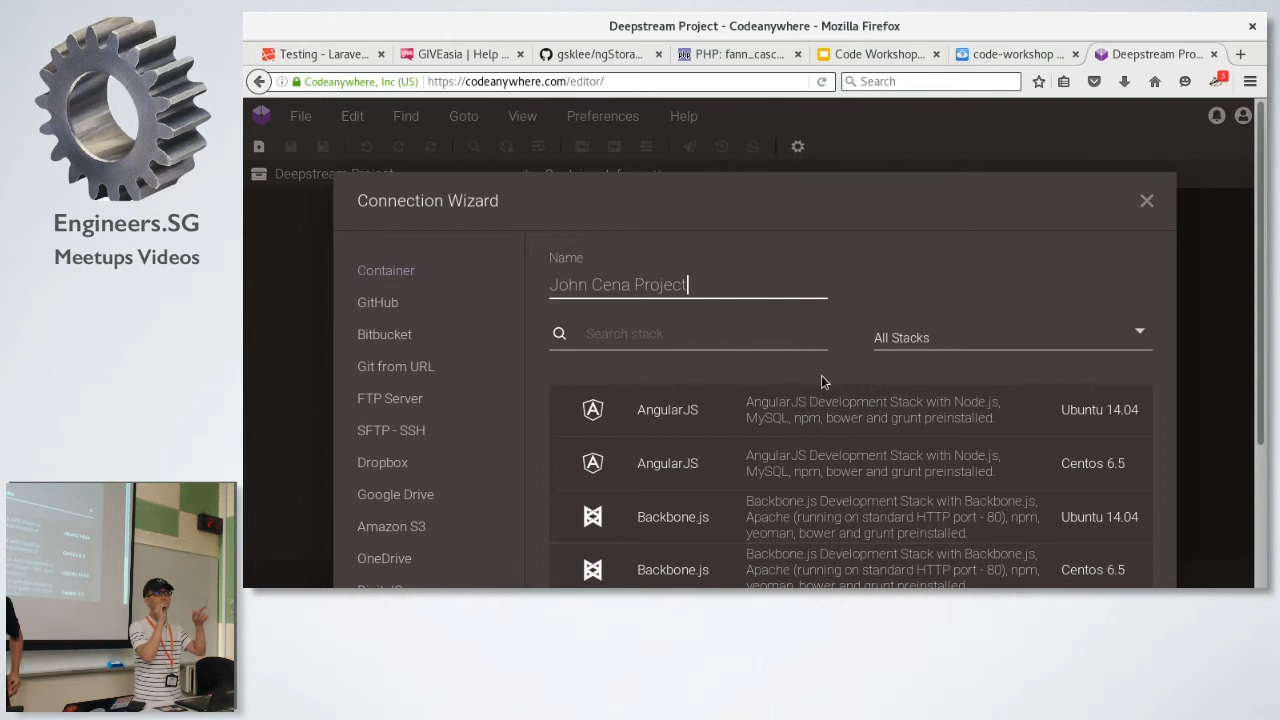 Engineers.SG
Meetups Videos
Deepstream Project - Codeanywhere - Mozilla Firefox
Testing - Larave...
GIVEasia | Help ...
gsklee/ngStora...
PHP: fann_casc...
Code Workshop...
code-workshop ...
Deepstream Pro...
Codeanywhere, Inc (US)
https://codeanywhere.com/editor/
Search
3
File Edit Find Goto View Preferences Help
Deepstream Project
Connection Wizard
Container
GitHub
Bitbucket
Git from URL
FTP Server
SFTP - SSH
Dropbox
Google Drive
Amazon S3
OneDrive
Name
John Cena Project
Search stack
All Stacks
AngularJS
AngularJS Development Stack with Node.js,
MySQL, npm, bower and grunt preinstalled.
Ubuntu 14.04
AngularJS
AngularJS Development Stack with Node.js,
MySQL, npm, bower and grunt preinstalled.
Centos 6.5
Backbone.js
Backbone.js Development Stack with Backbone.js,
Apache (running on standard HTTP port - 80), npm,
yeoman, bower and grunt preinstalled.
Ubuntu 14.04
Backbone.js
Backbone.js Development Stack with Backbone.js,
Apache (running on standard HTTP port - 80), npm,
yeoman, bower and grunt preinstalled.
Centos 6.5